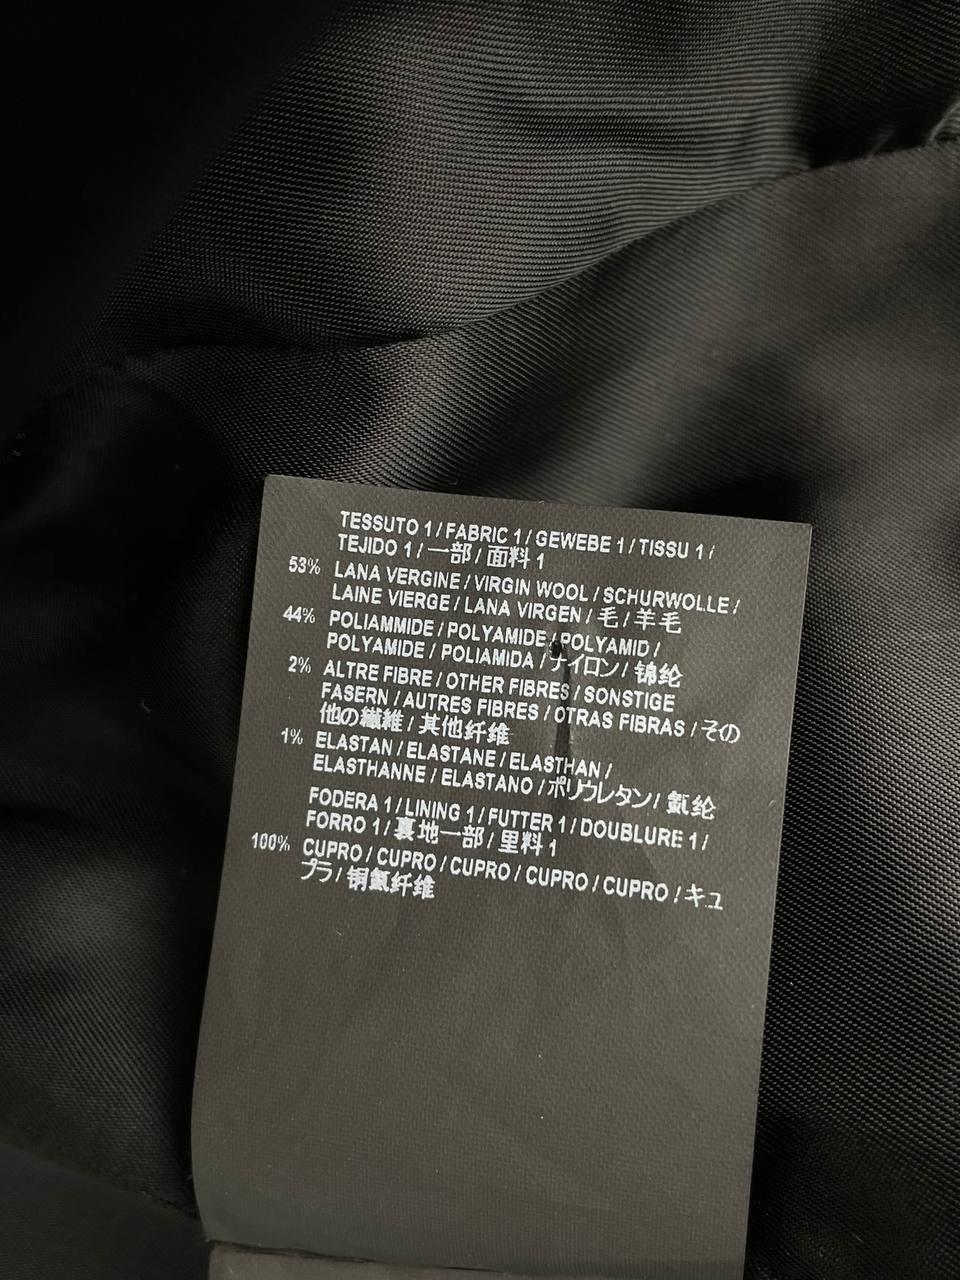 TESSUTO 1 / FABRIC 1 / GEWEBE 1 / TISSU 1 /
TEJIDO 1 / 一部 / 面料 1
53% LANA VERGINE / VIRGIN WOOL / SCHURWOLLE /
LAINE VIERGE / LANA VIRGEN / 毛 / 羊毛
44% POLIAMMIDE / POLYAMIDE / POLYAMID /
POLYAMIDE / POLIAMIDA / ナイロン / 锦纶
2% ALTRE FIBRE / OTHER FIBRES / SONSTIGE
FASERN / AUTRES FIBRES / OTRAS FIBRAS / その
他の繊維 / 其他纤维
1% ELASTAN / ELASTANE / ELASTHAN /
ELASTHANNE / ELASTANO / ポリウレタン / 氨纶
FODERA 1 / LINING 1 / FUTTER 1 / DOUBLURE 1 /
FORRO 1 / 裏地一部 / 里料 1
100% CUPRO / CUPRO / CUPRO / CUPRO / CUPRO / キュ
プラ / 铜氨纤维